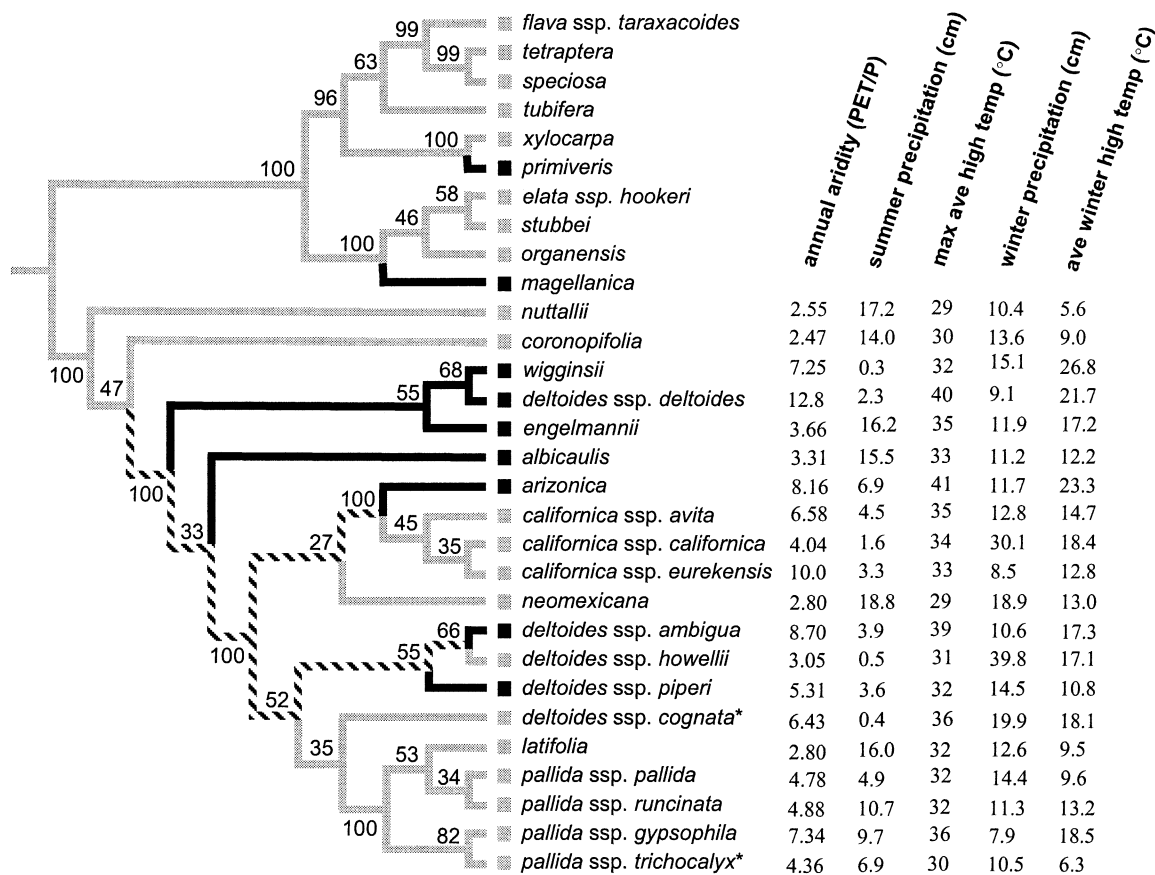 annual aridity (PET/P)
summer precipitation (cm)
max ave high temp (°C)
winter precipitation (cm)
ave winter high temp (°C)
99 flava ssp. taraxacoides
99 tetraptera
63 speciosa
tubifera
96
100 xylocarpa
100 primiveris
58 elata ssp. hookeri
46 stubbei
100 organensis
magellanica
nuttallii 2.55 17.2 29 10.4 5.6
100 coronopifolia 2.47 14.0 30 13.6 9.0
47 68 wigginsii 7.25 0.3 32 15.1 26.8
55 deltoides ssp. deltoides 12.8 2.3 40 9.1 21.7
engelmannii 3.66 16.2 35 11.9 17.2
albicaulis 3.31 15.5 33 11.2 12.2
100 100 arizonica 8.16 6.9 41 11.7 23.3
33 45 californica ssp. avita 6.58 4.5 35 12.8 14.7
27 35 californica ssp. californica 4.04 1.6 34 30.1 18.4
californica ssp. eurekensis 10.0 3.3 33 8.5 12.8
neomexicana 2.80 18.8 29 18.9 13.0
100 66 deltoides ssp. ambigua 8.70 3.9 39 10.6 17.3
55 deltoides ssp. howellii 3.05 0.5 31 39.8 17.1
52 deltoides ssp. piperi 5.31 3.6 32 14.5 10.8
deltoides ssp. cognata* 6.43 0.4 36 19.9 18.1
35 53 latifolia 2.80 16.0 32 12.6 9.5
34 pallida ssp. pallida 4.78 4.9 32 14.4 9.6
pallida ssp. runcinata 4.88 10.7 32 11.3 13.2
100 82 pallida ssp. gypsophila 7.34 9.7 36 7.9 18.5
pallida ssp. trichocalyx* 4.36 6.9 30 10.5 6.3